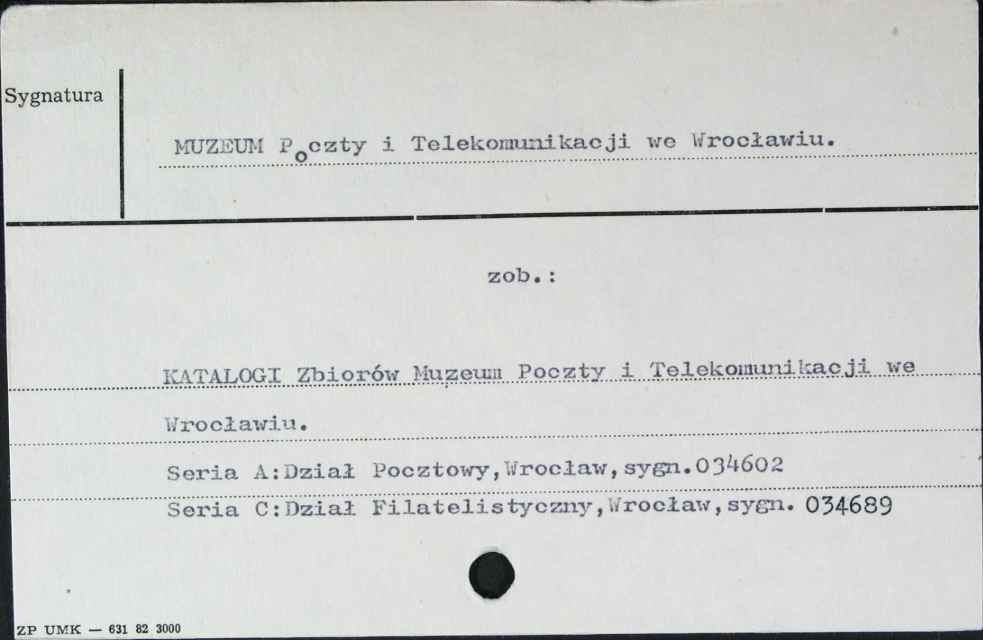 Sygnatura
MUZEUM Poczty i Telekomunikacji we Wrocławiu.
zob.:
KATALOGI Zbiorów Muzeum Poczty i Telekomunikacji we
Wrocławiu.
Seria A:Dział Pocztowy,Wrocław,sygn.034602
Seria C:Dział Filatelistyczny,Wrocław,sygn. 034689
ZP UMK — 631 82 3000